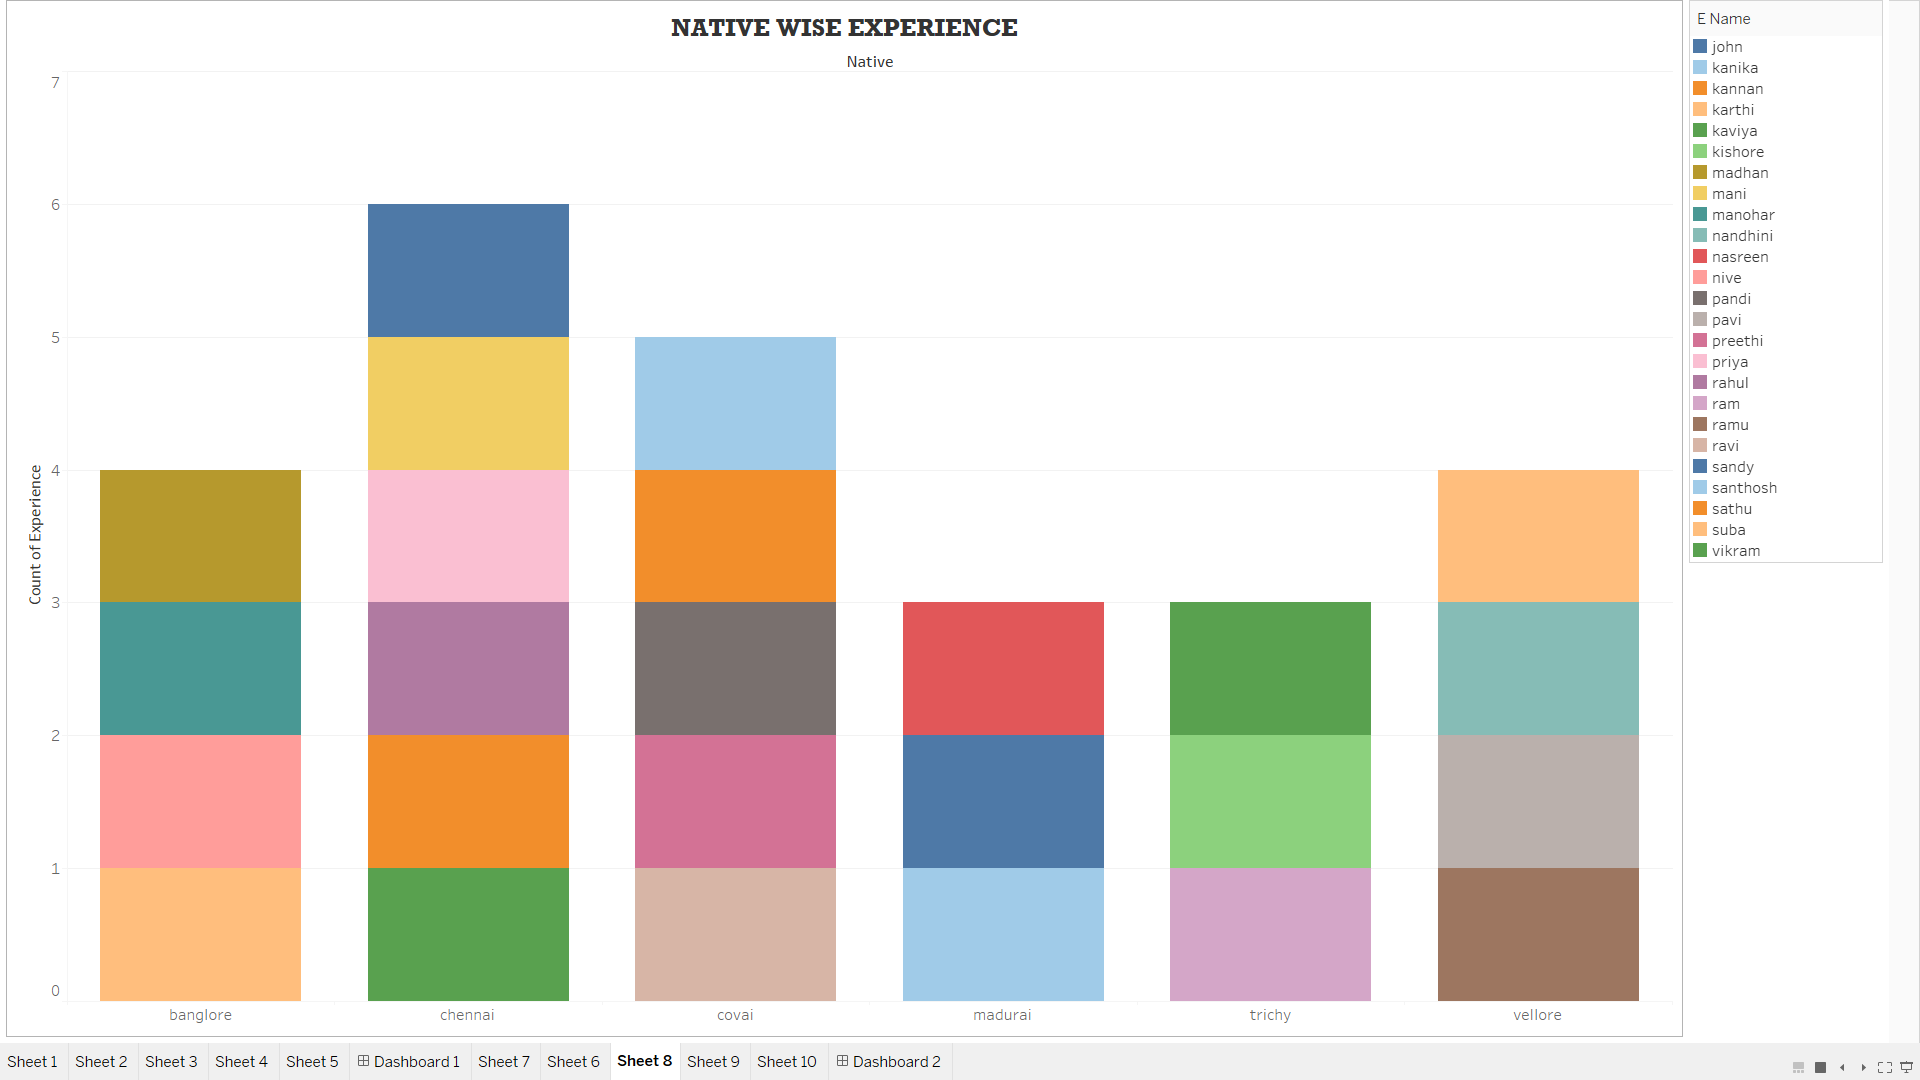 NATIVE WISE EXPERIENCE
Native
7
6
5
4
3
2
1
0
Count of Experience
banglore
chennai
covai
madurai
trichy
vellore
E Name
john
kanika
kannan
karthi
kaviya
kishore
madhan
mani
manohar
nandhini
nasreen
nive
pandi
pavi
preethi
priya
rahul
ram
ramu
ravi
sandy
santhosh
sathu
suba
vikram
Sheet 1 Sheet 2 Sheet 3 Sheet 4 Sheet 5 Dashboard 1 Sheet 7 Sheet 6 Sheet 8 Sheet 9 Sheet 10 Dashboard 2